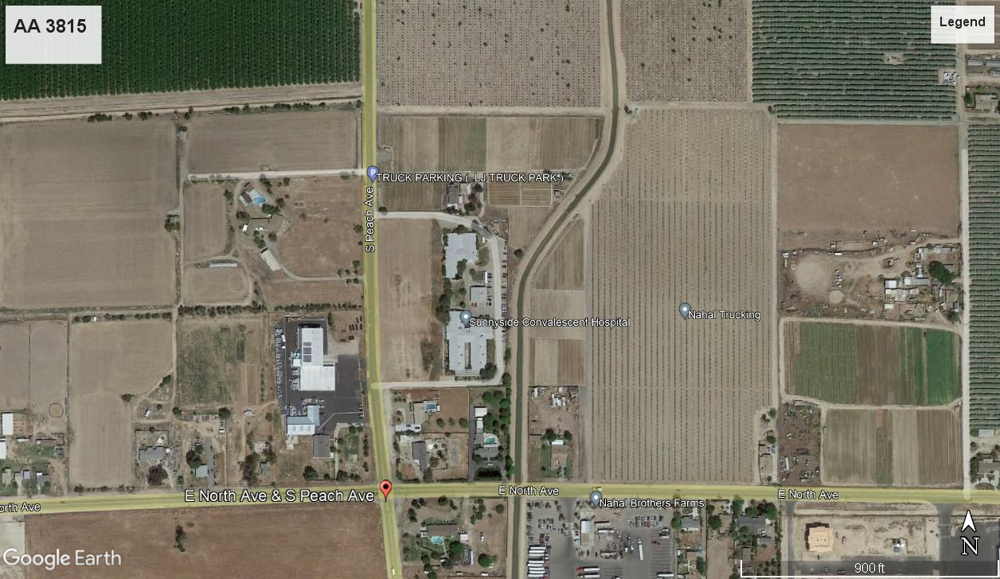 AA 3815
Legend
P
TRUCK PARKING ( LJ TRUCK PARK")
S Peach Ave
Nahal Trucking
Sunnyside Convalescent Hospital
E North Ave & S Peach Ave
E North Ave
E North Ave
orth Ave
Nahal Brothers Farms
Google Earth
N
900 ft